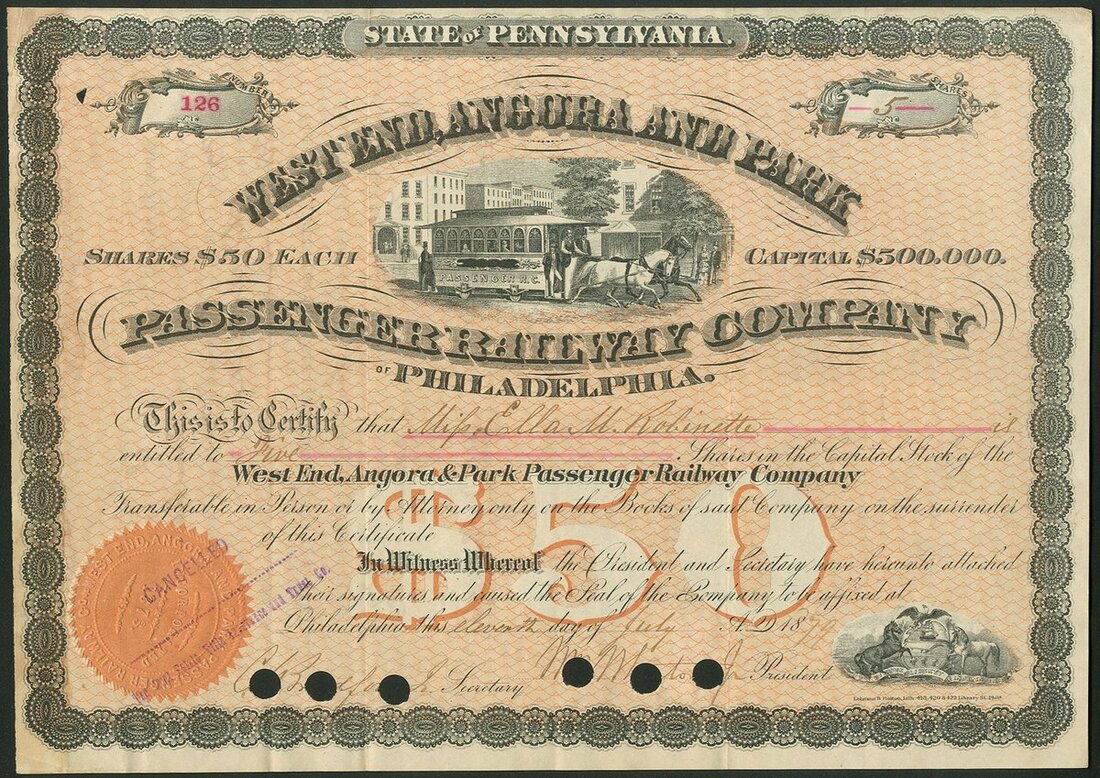 STATE OF PENNSYLVANIA.
NUMBER
126
SHARES
5
WEST END, ANGORA AND PARK
SHARES $50 EACH
PASSENGER R.C.
CAPITAL $500,000.
PASSENGER RAILWAY COMPANY
OF PHILADELPHIA.
This is to Certify that Miss Ella M. Robinette is
entitled to Five Shares in the Capital Stock of the
West End, Angora & Park Passenger Railway Company
Transferable in Person or by Attorney only on the Books of said Company on the surrender
of this Certificate
$50
In Witness Whereof the President and Secretary have hereunto attached
their signatures and caused the Seal of the Company to be affixed at
Philadelphia this eleventh day of July A.D. 1879
CANCELLED
Secretary
President